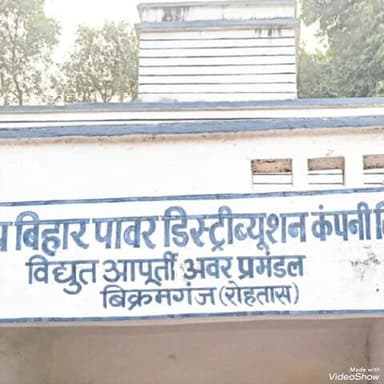 बिहार पावर डिस्ट्रीब्यूशन कंपनी
विद्युत आपूर्ती अवर प्रमंडल
बिक्रमगंज (रोहतास)
Made with
VideoShow